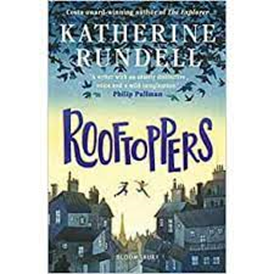 Costa award-winning author of The Explorer
KATHERINE
RUNDELL
'A writer with an utterly distinctive
voice and a wild imagination'
Philip Pullman
ROOFTOPPERS
BLOOMSBURY